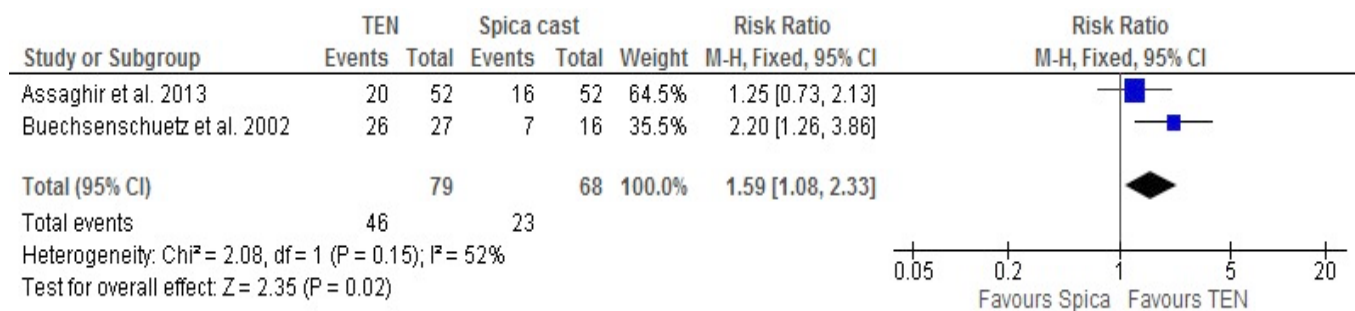 TEN Spica cast Risk Ratio Risk Ratio
Study or Subgroup Events Total Events Total Weight M-H, Fixed, 95% CI M-H, Fixed, 95% CI
Assaghir et al. 2013 20 52 16 52 64.5% 1.25 [0.73, 2.13]
Buechsenschuetz et al. 2002 26 27 7 16 35.5% 2.20 [1.26, 3.86]
Total (95% CI) 79 68 100.0% 1.59 [1.08, 2.33]
Total events 46 23
Heterogeneity: Chi² = 2.08, df = 1 (P = 0.15); I² = 52%
Test for overall effect: Z = 2.35 (P = 0.02)
0.05 0.2 1 5 20
Favours Spica Favours TEN